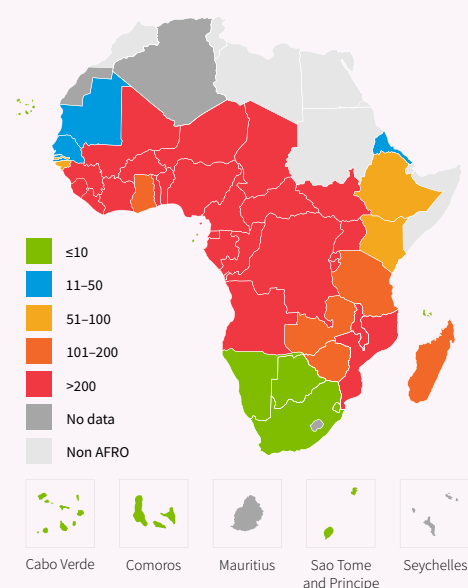 ≤10
11–50
51–100
101–200
>200
No data
Non AFRO
Cabo Verde
Comoros
Mauritius
Sao Tome
and Principe
Seychelles